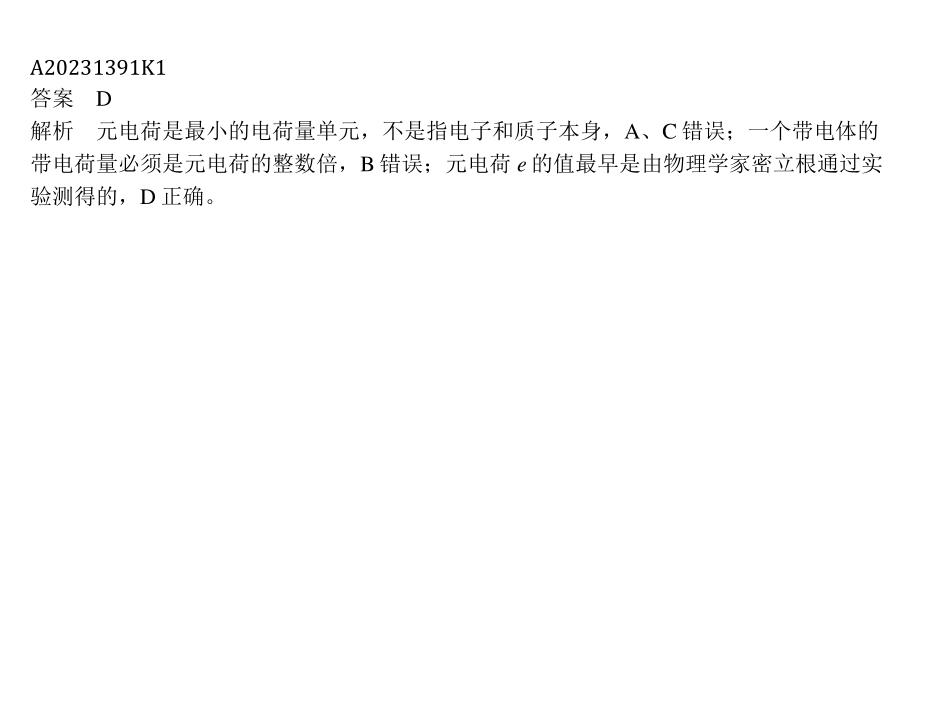 A20231391K1
答案　D
解析　元电荷是最小的电荷量单元，不是指电子和质子本身，A、C 错误；一个带电体的
带电荷量必须是元电荷的整数倍，B 错误；元电荷 e 的值最早是由物理学家密立根通过实
验测得的，D 正确。